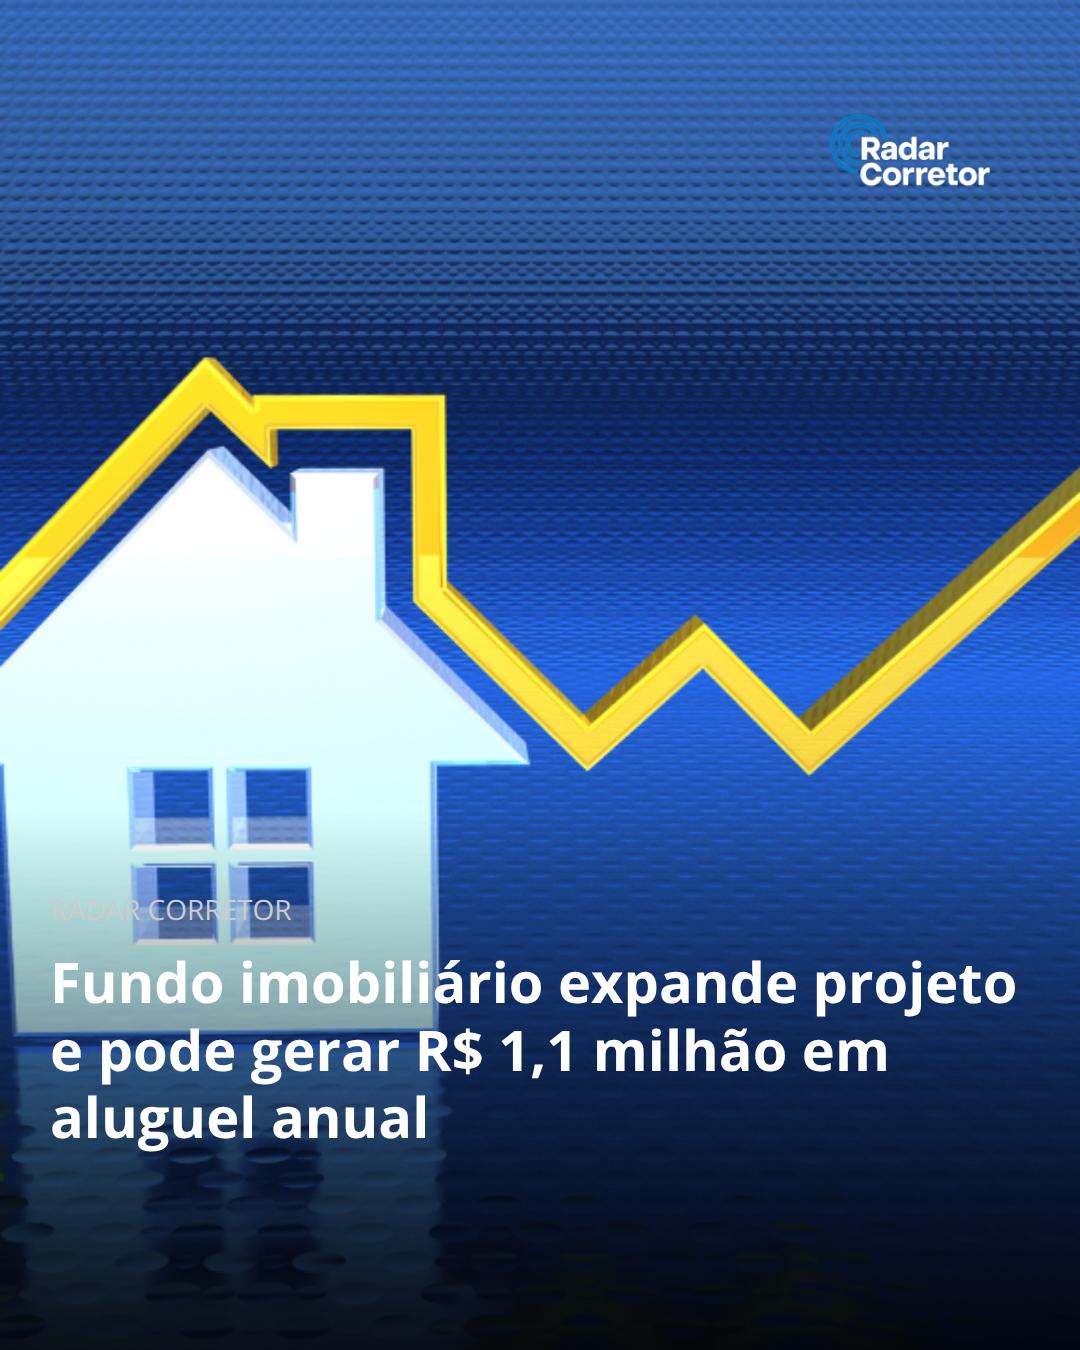 Radar
Corretor
RADAR CORRETOR
Fundo imobiliário expande projeto
e pode gerar R$ 1,1 milhão em
aluguel anual